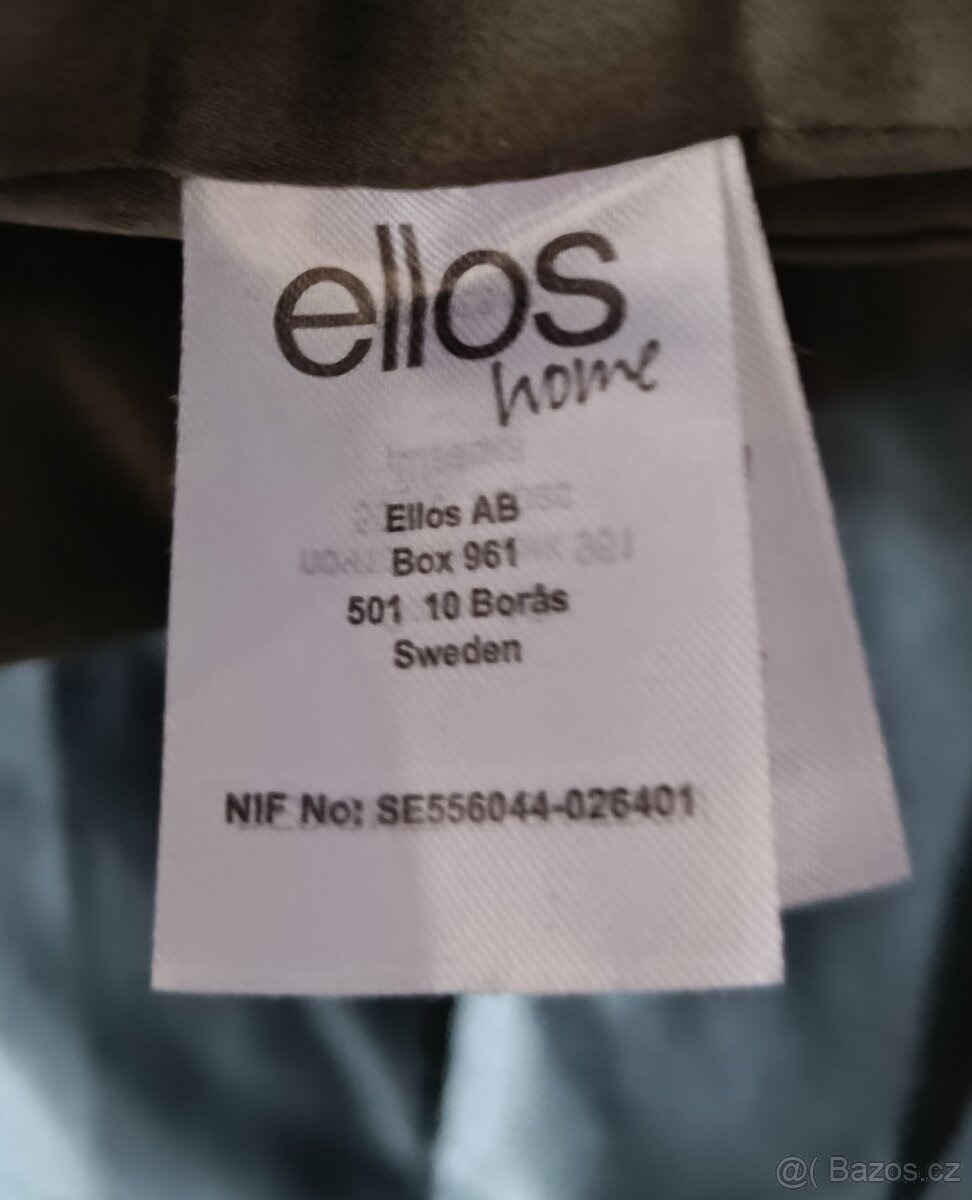 ellos
home
Ellos AB
Box 961
501 10 Borås
Sweden
NIF No: SE556044-026401
@( Bazos.cz